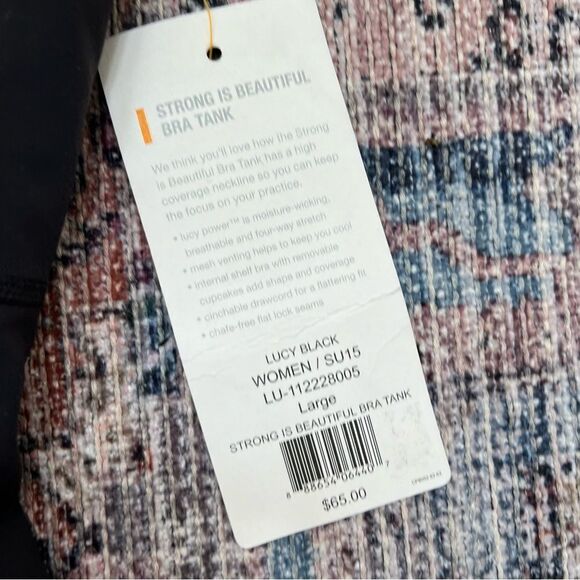 STRONG IS BEAUTIFUL
BRA TANK
We think you'll love how the Strong
is Beautiful Bra Tank has a high
coverage neckline so you can keep
the focus on your practice.
• lucy power™ is moisture-wicking,
breathable and four-way stretch
• mesh venting helps to keep you cool
• internal shelf bra with removable
cupcakes add shape and coverage
• cinchable drawcord for a flattering fit
• chafe-free flat lock seams
LUCY BLACK
WOMEN / SU15
LU-112228005
Large
STRONG IS BEAUTIFUL BRA TANK
8 88654 06440 7
$65.00